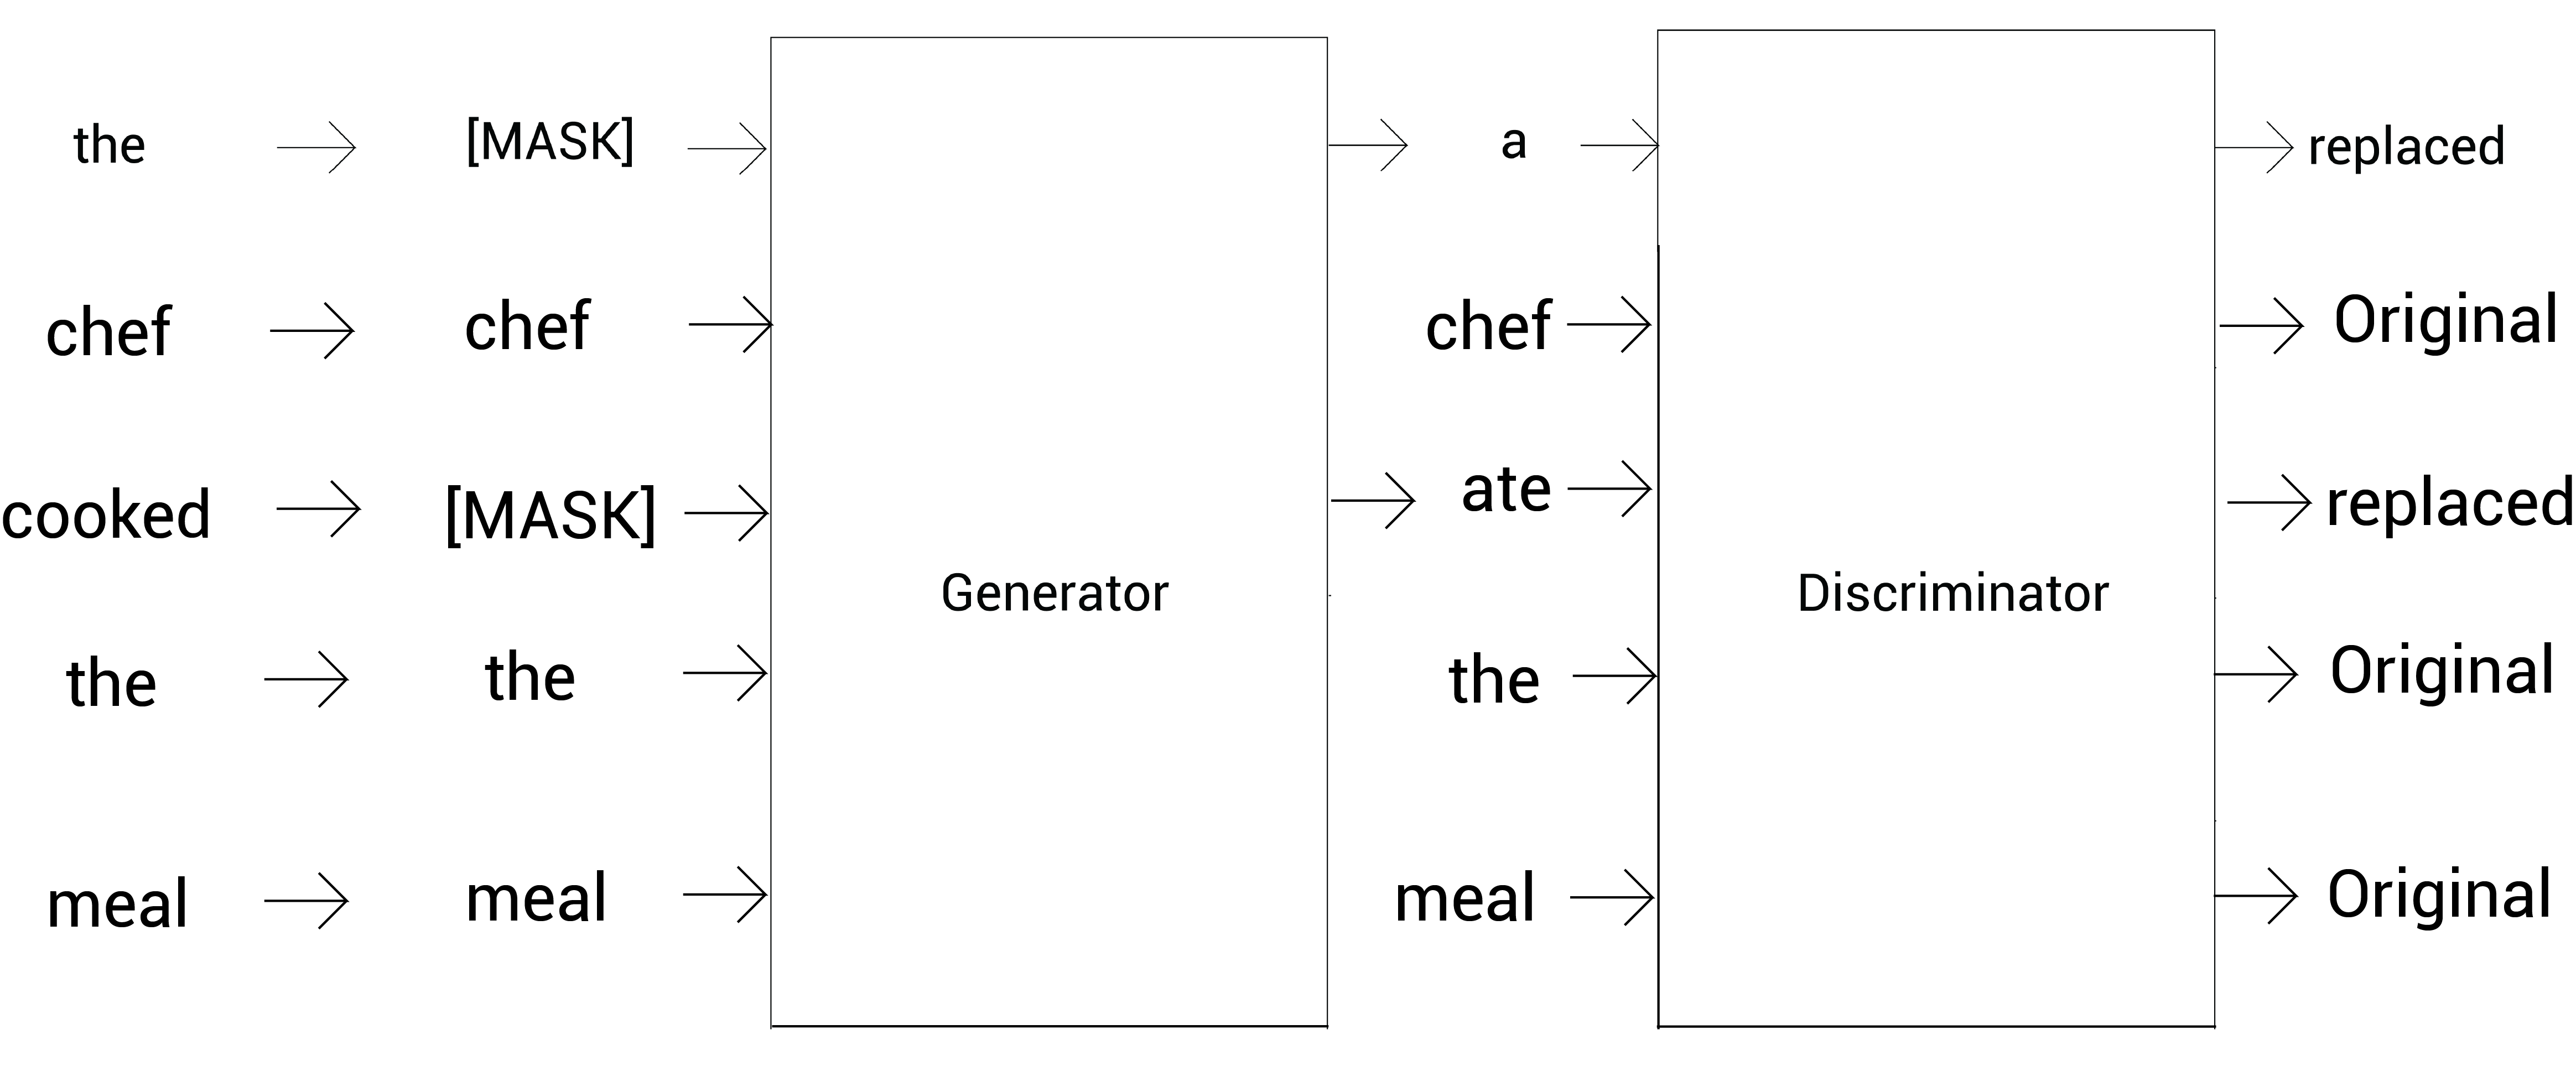 the [MASK] a replaced
chef chef chef Original
cooked [MASK] ate replaced
Generator Discriminator
the the the Original
meal meal meal Original